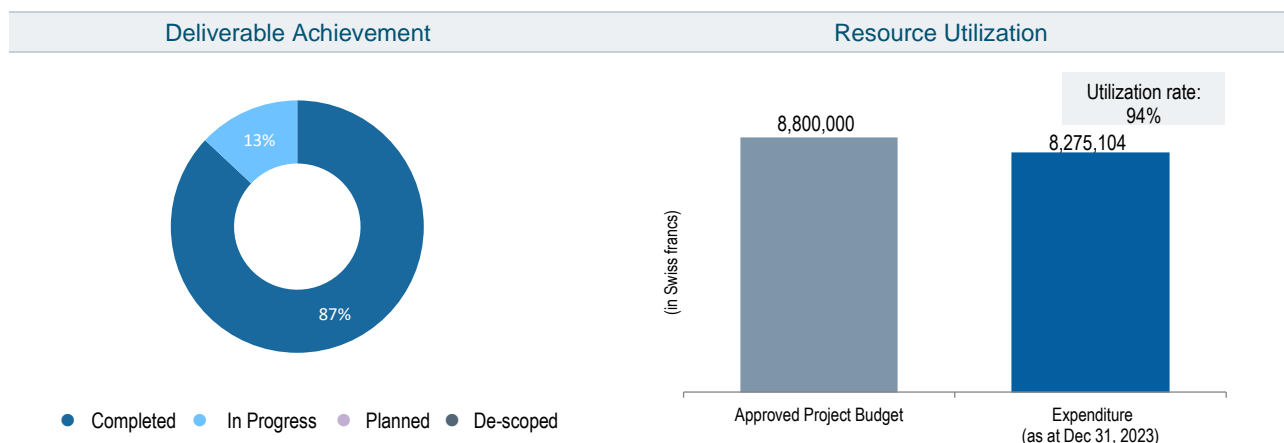 Deliverable Achievement
Resource Utilization
13%
87%
Completed
In Progress
Planned
De-scoped
Utilization rate:
94%
8,800,000
8,275,104
(in Swiss francs)
Approved Project Budget
Expenditure
(as at Dec 31, 2023)